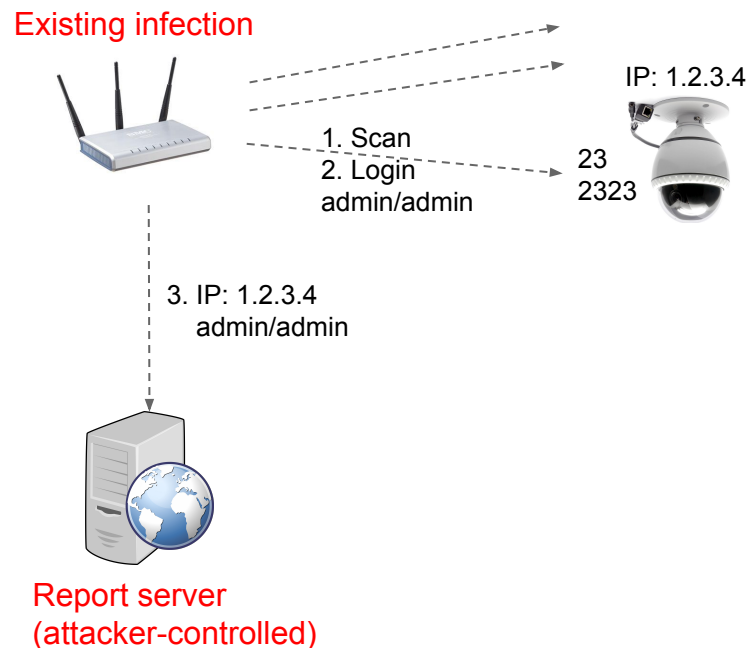 Existing infection
IP: 1.2.3.4
1. Scan
2. Login
admin/admin
23
2323
3. IP: 1.2.3.4
admin/admin
Report server
(attacker-controlled)